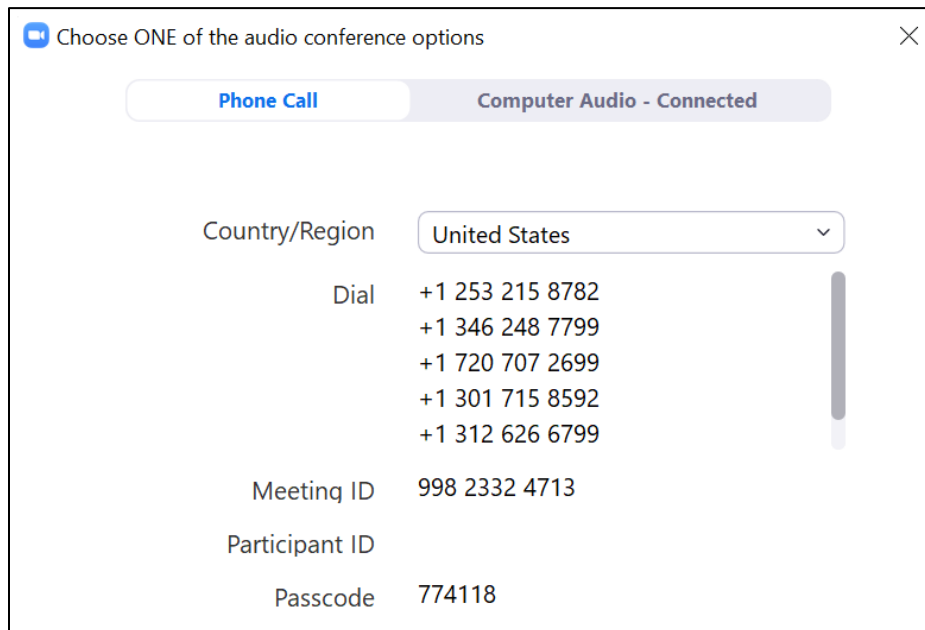 Choose ONE of the audio conference options
Phone Call Computer Audio - Connected
Country/Region United States
Dial +1 253 215 8782
+1 346 248 7799
+1 720 707 2699
+1 301 715 8592
+1 312 626 6799
Meeting ID 998 2332 4713
Participant ID
Passcode 774118